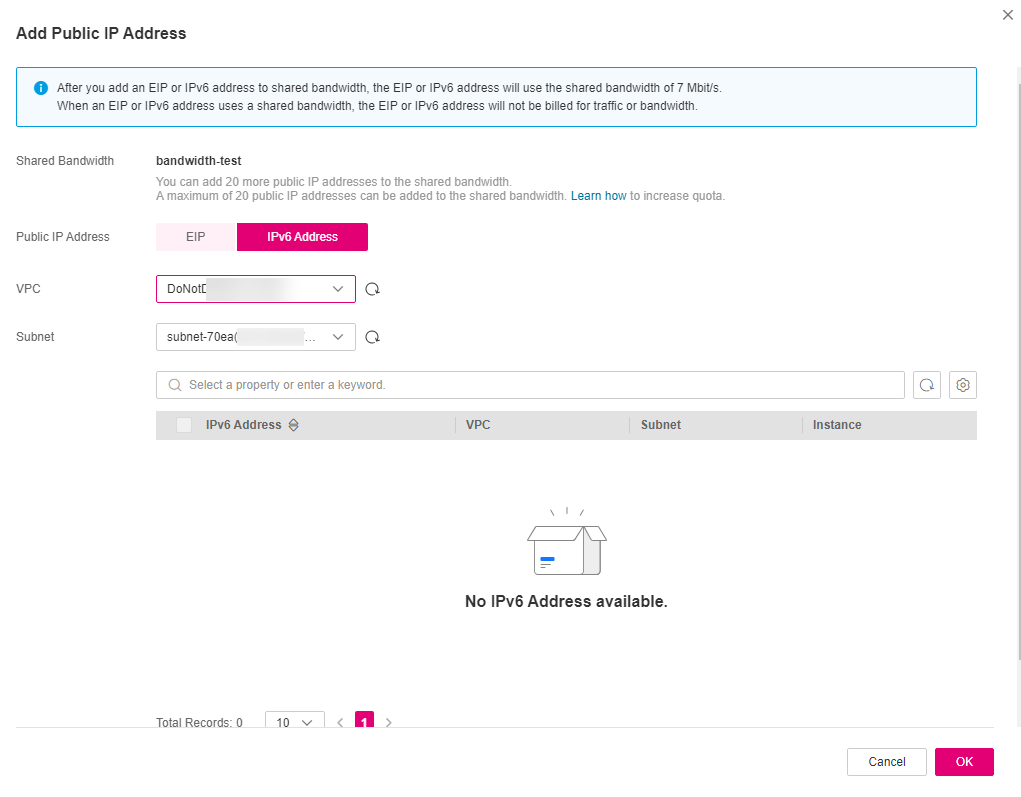 Add Public IP Address
After you add an EIP or IPv6 address to shared bandwidth, the EIP or IPv6 address will use the shared bandwidth of 7 Mbit/s.
When an EIP or IPv6 address uses a shared bandwidth, the EIP or IPv6 address will not be billed for traffic or bandwidth.
Shared Bandwidth bandwidth-test
You can add 20 more public IP addresses to the shared bandwidth.
A maximum of 20 public IP addresses can be added to the shared bandwidth. Learn how to increase quota.
Public IP Address EIP IPv6 Address
VPC DoNotD
Subnet subnet-70ea( ...
Select a property or enter a keyword.
IPv6 Address VPC Subnet Instance
No IPv6 Address available.
Total Records: 0 10 1
Cancel OK